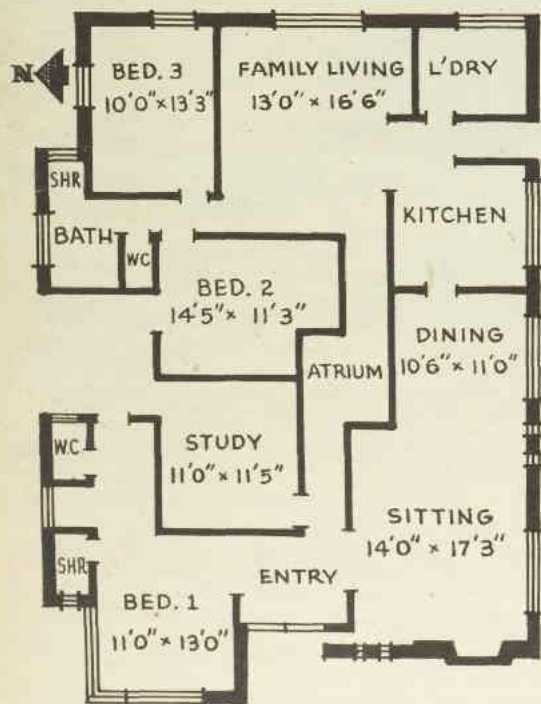 N
BED. 3
10'0" × 13'3"
FAMILY LIVING
13'0" × 16'6"
L'DRY
SHR
BATH
WC
KITCHEN
BED. 2
14'5" × 11'3"
DINING
10'6" × 11'0"
ATRIUM
W.C
STUDY
11'0" × 11'5"
SITTING
14'0" × 17'3"
SHR
ENTRY
BED. 1
11'0" × 13'0"